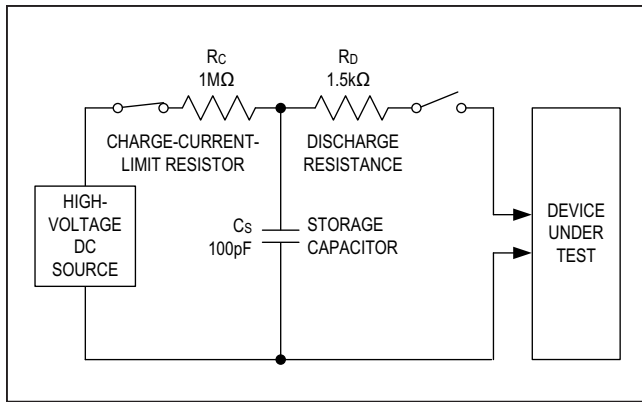 RC
1MΩ
RD
1.5kΩ
CHARGE-CURRENT-
LIMIT RESISTOR
DISCHARGE
RESISTANCE
HIGH-
VOLTAGE
DC
SOURCE
CS
100pF
STORAGE
CAPACITOR
DEVICE
UNDER
TEST